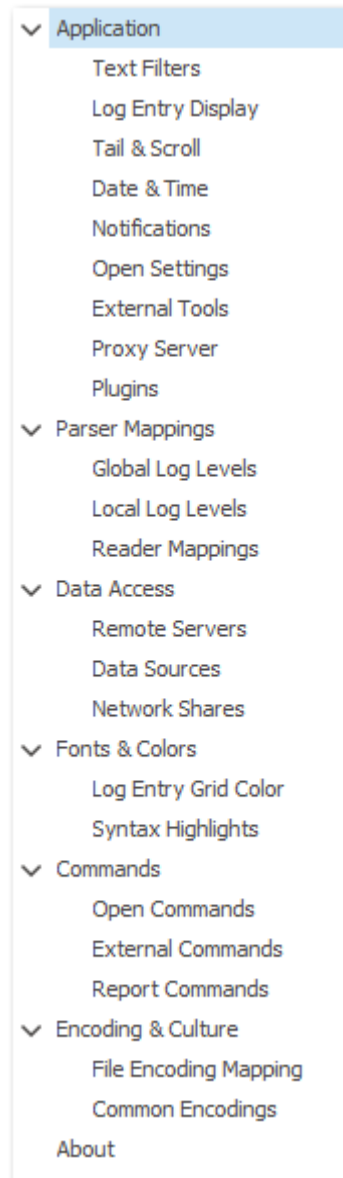 Application
Text Filters
Log Entry Display
Tail & Scroll
Date & Time
Notifications
Open Settings
External Tools
Proxy Server
Plugins
Parser Mappings
Global Log Levels
Local Log Levels
Reader Mappings
Data Access
Remote Servers
Data Sources
Network Shares
Fonts & Colors
Log Entry Grid Color
Syntax Highlights
Commands
Open Commands
External Commands
Report Commands
Encoding & Culture
File Encoding Mapping
Common Encodings
About